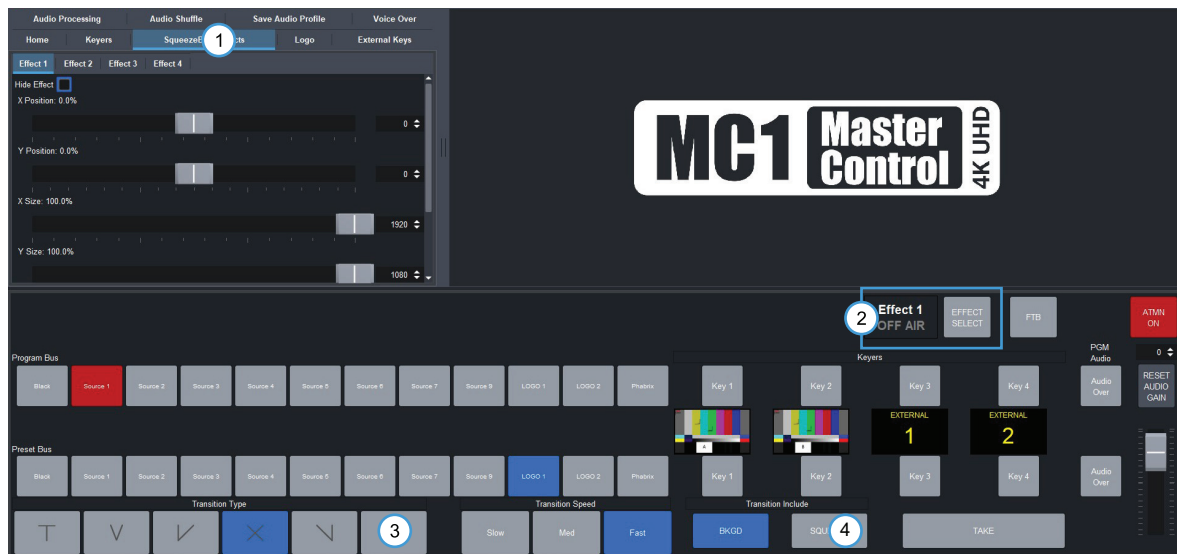 Audio Processing Audio Shuffle Save Audio Profile Voice Over
Home Keyers SqueezeB 1 cts Logo External Keys
Effect 1 Effect 2 Effect 3 Effect 4
Hide Effect
X Position: 0.0%
0
Y Position: 0.0%
0
X Size: 100.0%
1920
Y Size: 100.0%
1080
MC1 Master Control 4K UHD
2 Effect 1 OFF AIR
EFFECT SELECT
FTB
ATMN ON
Program Bus
Keyers
PGM Audio
0
Black Source 1 Source 2 Source 3 Source 4 Source 5 Source 6 Source 7 Source 9 LOGO 1 LOGO 2 Phabrix Key 1 Key 2 Key 3 Key 4 Audio Over
RESET AUDIO GAIN
A
B
EXTERNAL 1
EXTERNAL 2
Preset Bus
Black Source 1 Source 2 Source 3 Source 4 Source 5 Source 6 Source 7 Source 9 LOGO 1 LOGO 2 Phabrix Key 1 Key 2 Key 3 Key 4 Audio Over
Transition Type Transition Speed Transition Include
3
Slow Med Fast
BKGD SQU 4
TAKE